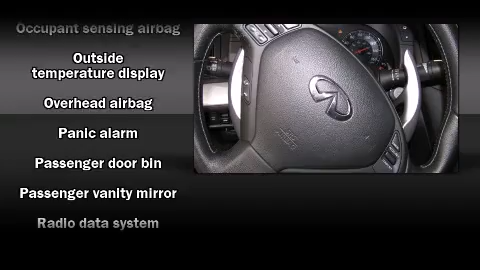 Occupant sensing airbag
Outside
temperature display
Overhead airbag
Panic alarm
Passenger door bin
Passenger vanity mirror
Radio data system